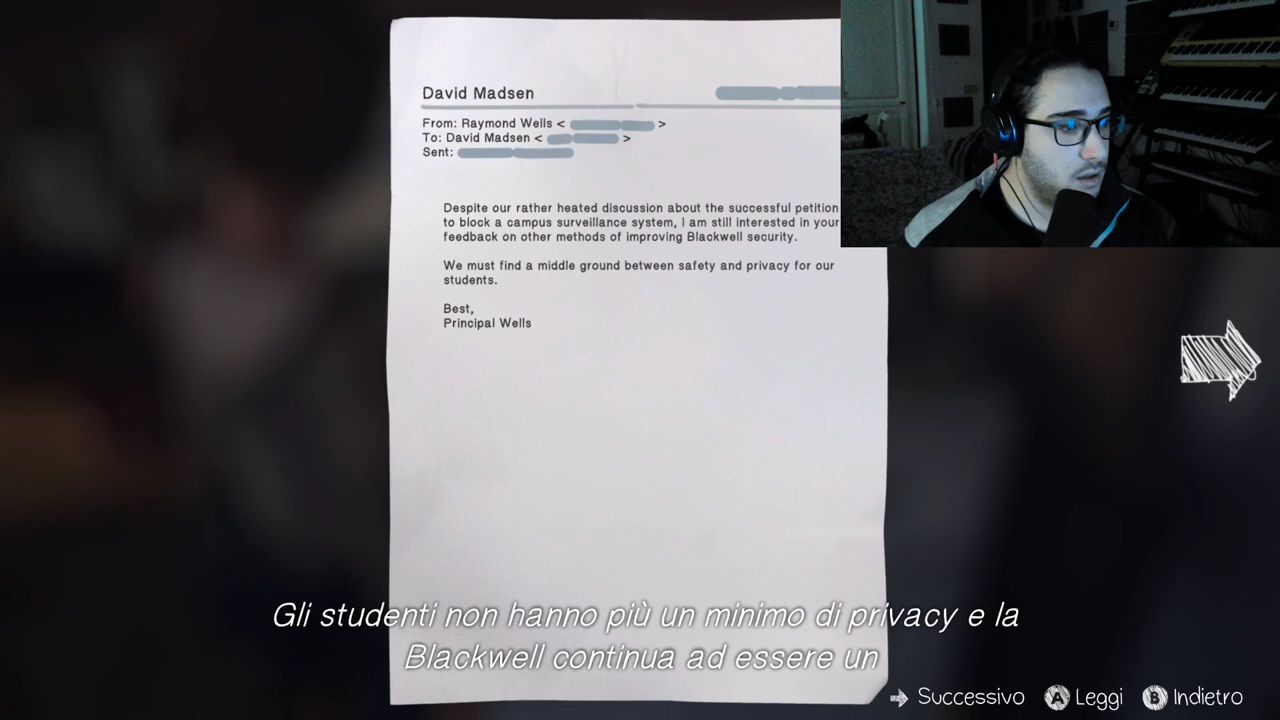 David Madsen
From: Raymond Wells < >
To: David Madsen < >
Sent:
Despite our rather heated discussion about the successful petition
to block a campus surveillance system, I am still interested in your
feedback on other methods of improving Blackwell security.
We must find a middle ground between safety and privacy for our
students.
Best,
Principal Wells
Gli studenti non hanno più un minimo di privacy e la
Blackwell continua ad essere un
Successivo A Leggi B Indietro